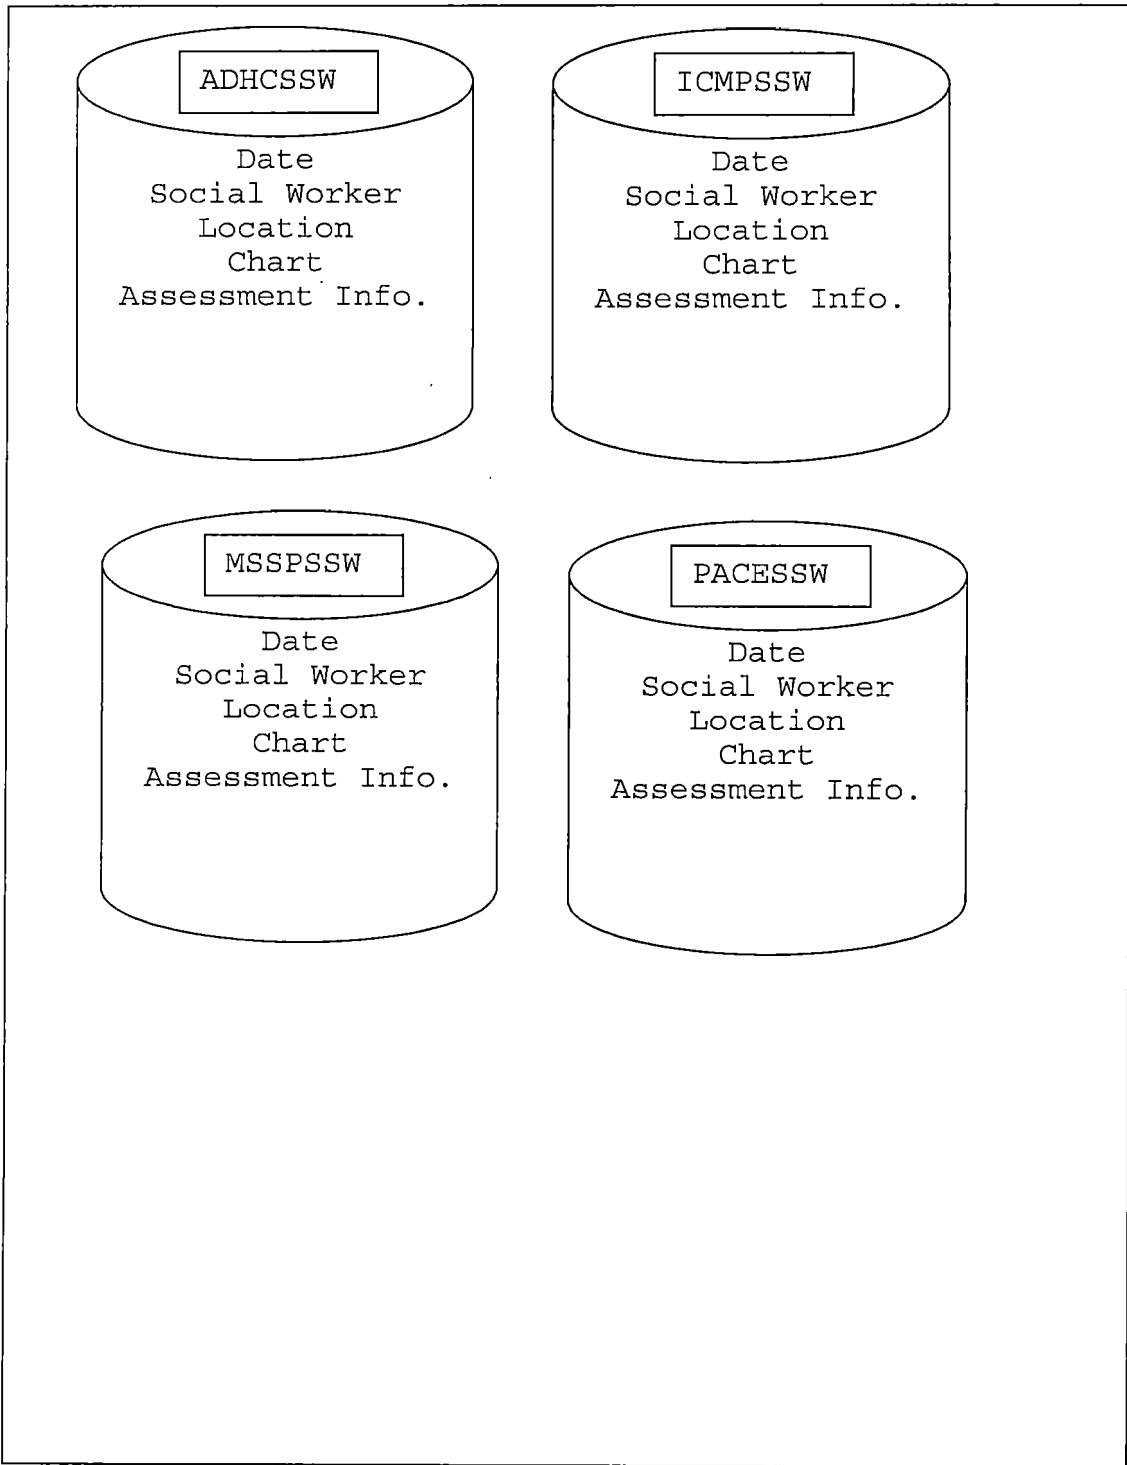 ADHCSSW
Date
Social Worker
Location
Chart
Assessment Info.
ICMPSSW
Date
Social Worker
Location
Chart
Assessment Info.
MSSPSSW
Date
Social Worker
Location
Chart
Assessment Info.
PACESSW
Date
Social Worker
Location
Chart
Assessment Info.